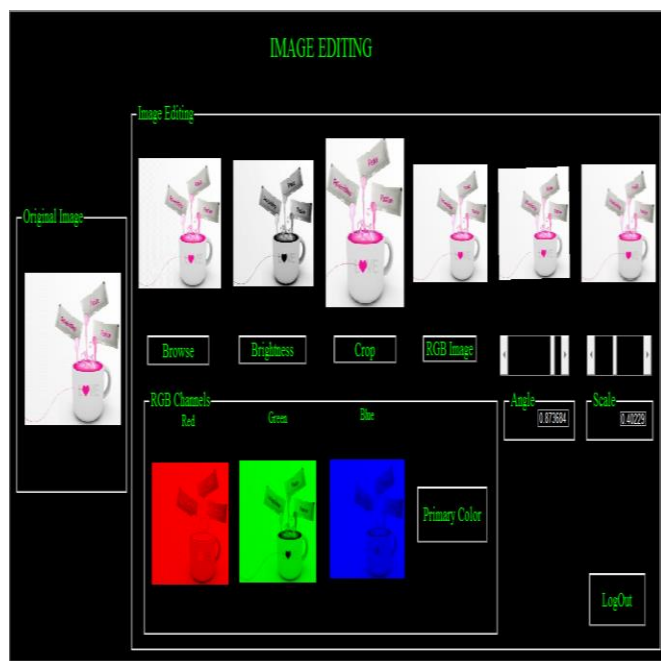 IMAGE EDITING
Image Editing
Original Image
Browse
Brightness
Crop
RGB Image
RGB Channels
Red
Green
Blue
Primary Color
Angle
0.873684
Scale
0.40229
LogOut